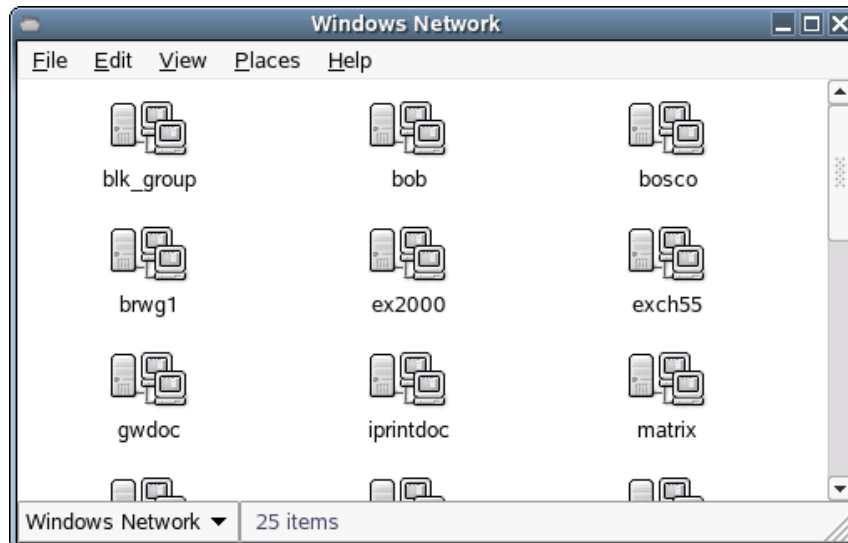 Windows Network
File Edit View Places Help
blk_group bob bosco
brwg1 ex2000 exch55
gwdoc iprintdoc matrix
Windows Network 25 items